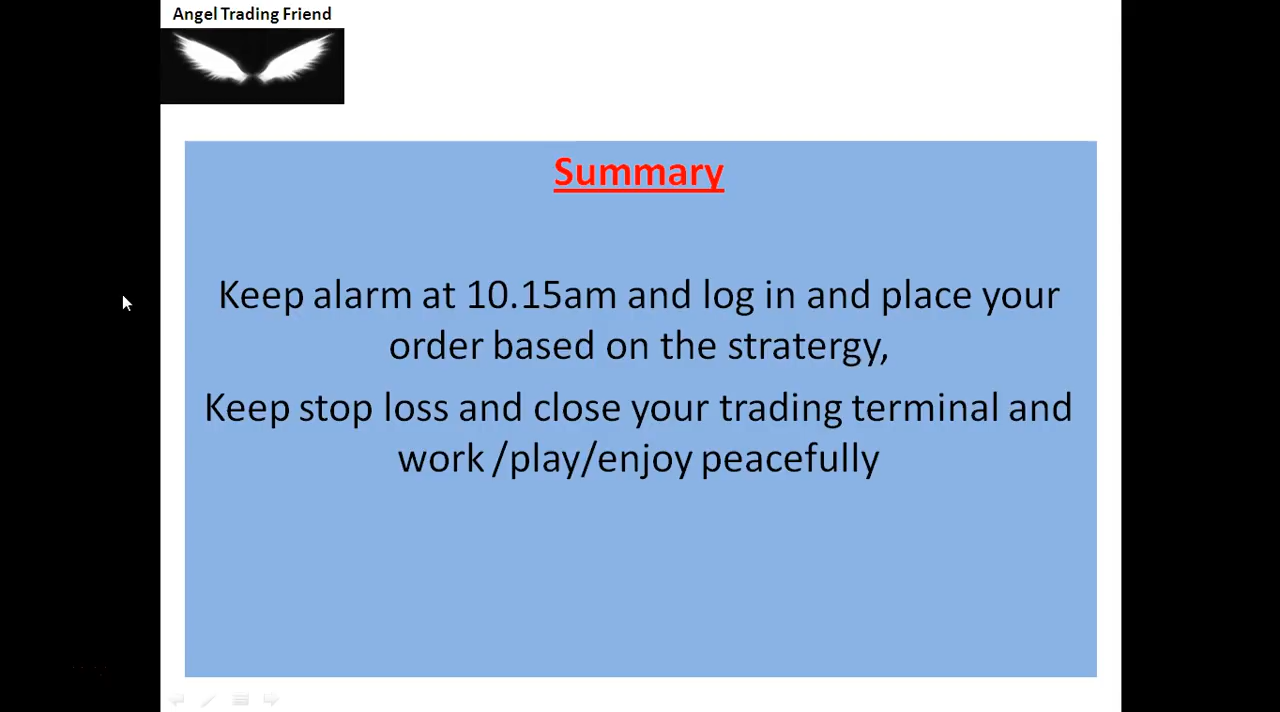 Angel Trading Friend
Summary
Keep alarm at 10.15am and log in and place your
order based on the stratergy,
Keep stop loss and close your trading terminal and
work /play/enjoy peacefully